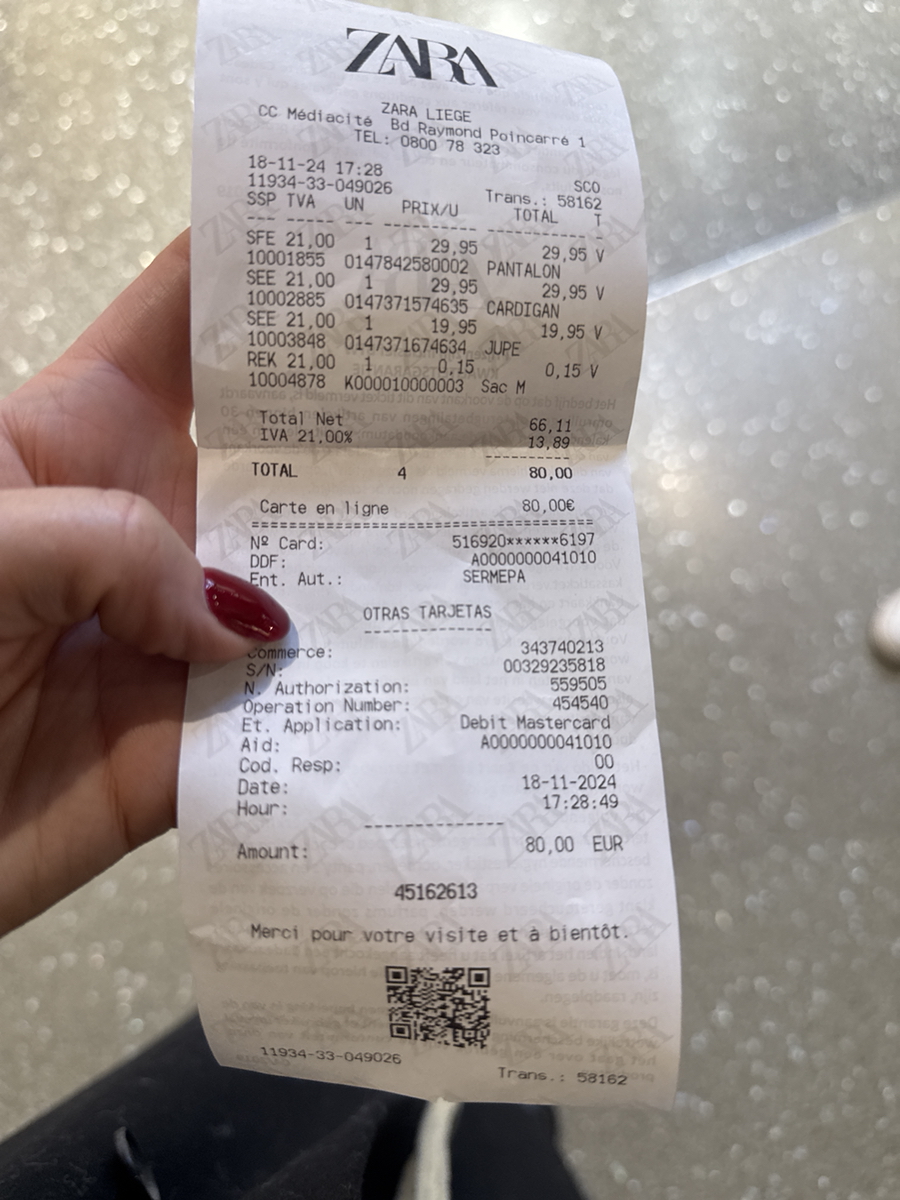 ZARA
ZARA LIEGE
CC Médiacité Bd Raymond Poincarré 1
TEL: 0800 78 323
18-11-24 17:28 SCO
11934-33-049026 Trans.: 58162
SSP TVA UN PRIX/U TOTAL T
--- ----- --- ---------- ----------- -
SFE 21,00 1 29,95 29,95 V
10001855 0147842580002 PANTALON
SEE 21,00 1 29,95 29,95 V
10002885 0147371574635 CARDIGAN
SEE 21,00 1 19,95 19,95 V
10003848 0147371674634 JUPE
REK 21,00 1 0,15 0,15 V
10004878 K000010000003 Sac M
Total Net 66,11
IVA 21,00% 13,89
----------
TOTAL 4 80,00
Carte en ligne 80,00€
==========================================
Nº Card: 516920******6197
DDF: A0000000041010
Ent. Aut.: SERMEPA
OTRAS TARJETAS
---------------
Commerce: 343740213
S/N: 00329235818
N. Authorization: 559505
Operation Number: 454540
Et. Application: Debit Mastercard
Aid: A0000000041010
Cod. Resp: 00
Date: 18-11-2024
Hour: 17:28:49
---------------
Amount: 80,00 EUR
45162613
Merci pour votre visite et à bientôt.
11934-33-049026
Trans.: 58162